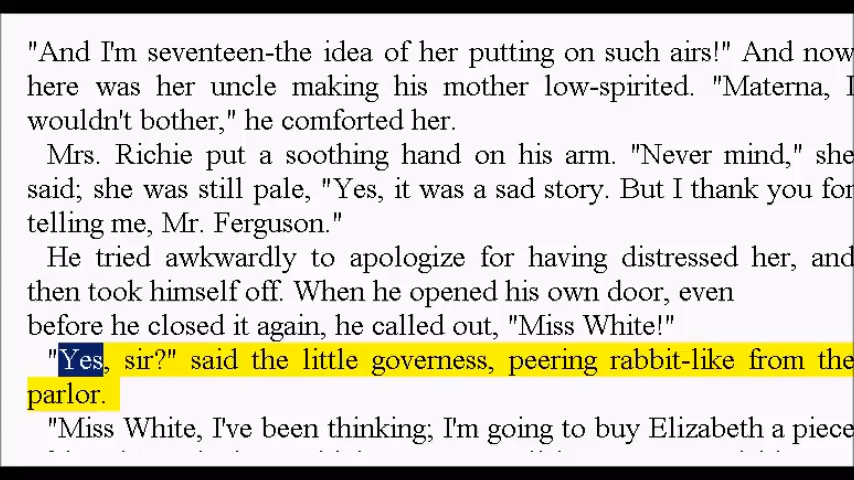 "And I'm seventeen-the idea of her putting on such airs!" And now
here was her uncle making his mother low-spirited. "Materna, I
wouldn't bother," he comforted her.
Mrs. Richie put a soothing hand on his arm. "Never mind," she
said; she was still pale, "Yes, it was a sad story. But I thank you for
telling me, Mr. Ferguson."
He tried awkwardly to apologize for having distressed her, and
then took himself off. When he opened his own door, even
before he closed it again, he called out, "Miss White!"
"Yes, sir?" said the little governess, peering rabbit-like from the
parlor.
"Miss White, I've been thinking; I'm going to buy Elizabeth a piece